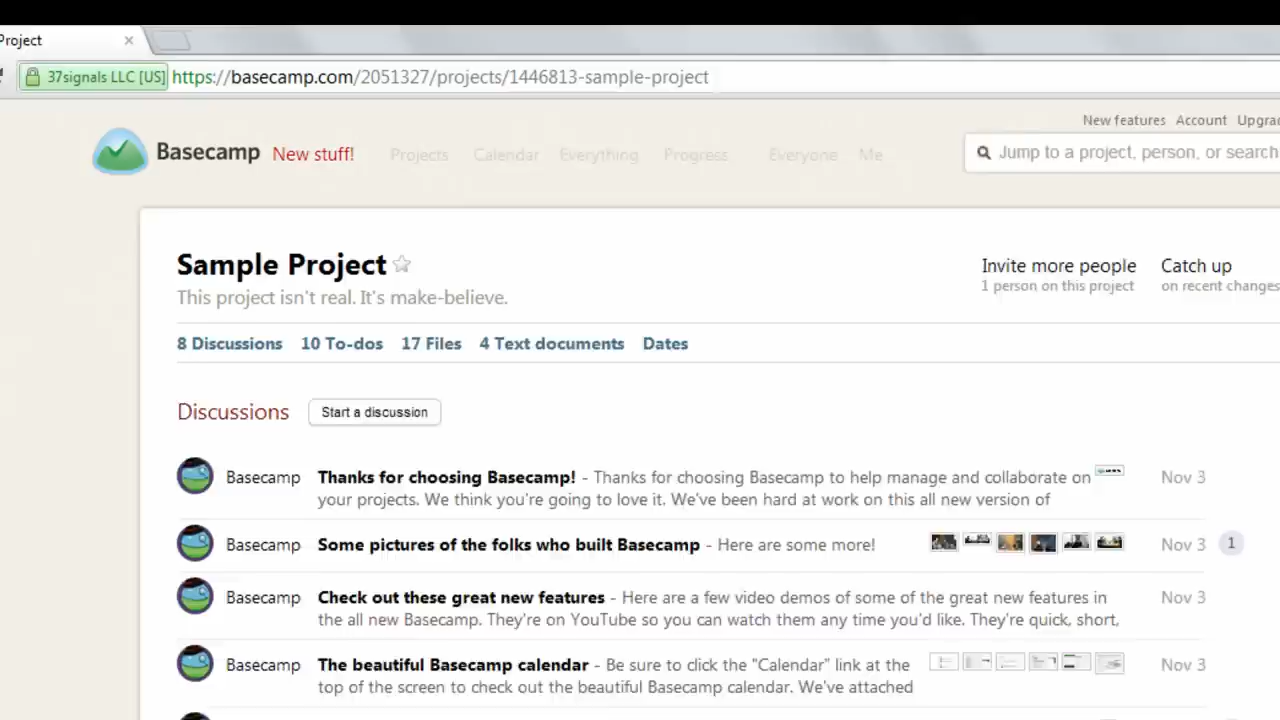 Project
37signals LLC [US] https://basecamp.com/2051327/projects/1446813-sample-project
New features Account
Basecamp New stuff! Projects Calendar Everything Progress Everyone Me
Jump to a project, person, or search
Sample Project
Invite more people Catch up
This project isn't real. It's make-believe.
1 person on this project on recent changes
8 Discussions 10 To-dos 17 Files 4 Text documents Dates
Discussions Start a discussion
Basecamp Thanks for choosing Basecamp! - Thanks for choosing Basecamp to help manage and collaborate on Nov 3
your projects. We think you're going to love it. We've been hard at work on this all new version of
Basecamp Some pictures of the folks who built Basecamp - Here are some more! Nov 3 1
Basecamp Check out these great new features - Here are a few video demos of some of the great new features in Nov 3
the all new Basecamp. They're on YouTube so you can watch them any time you'd like. They're quick, short,
Basecamp The beautiful Basecamp calendar - Be sure to click the "Calendar" link at the Nov 3
top of the screen to check out the beautiful Basecamp calendar. We've attached